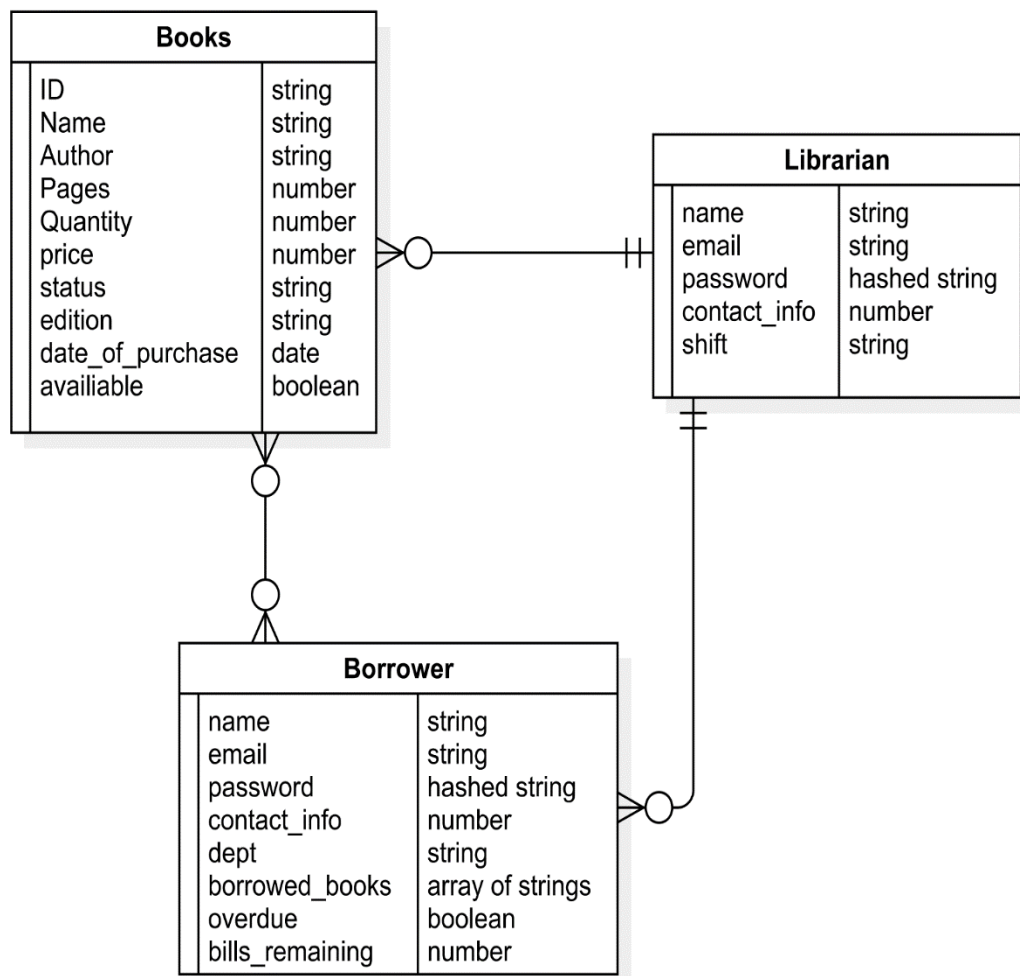 Books
ID string
Name string
Author string
Pages number
Quantity number
price number
status string
edition string
date_of_purchase date
availiable boolean
Librarian
name string
email string
password hashed string
contact_info number
shift string
Borrower
name string
email string
password hashed string
contact_info number
dept string
borrowed_books array of strings
overdue boolean
bills_remaining number